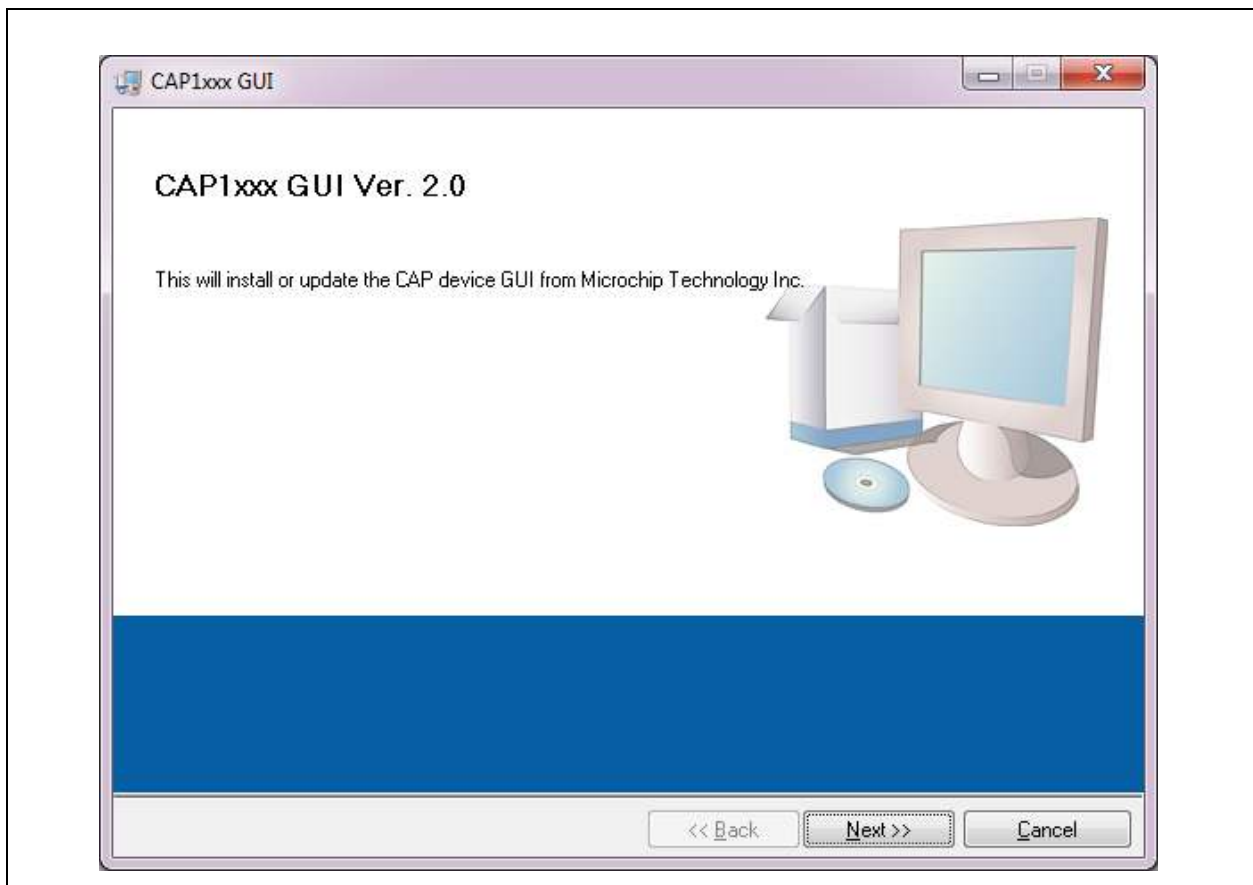 CAP1xxx GUI
CAP1xxx GUI Ver. 2.0
This will install or update the CAP device GUI from Microchip Technology Inc.
<< Back
Next >>
Cancel